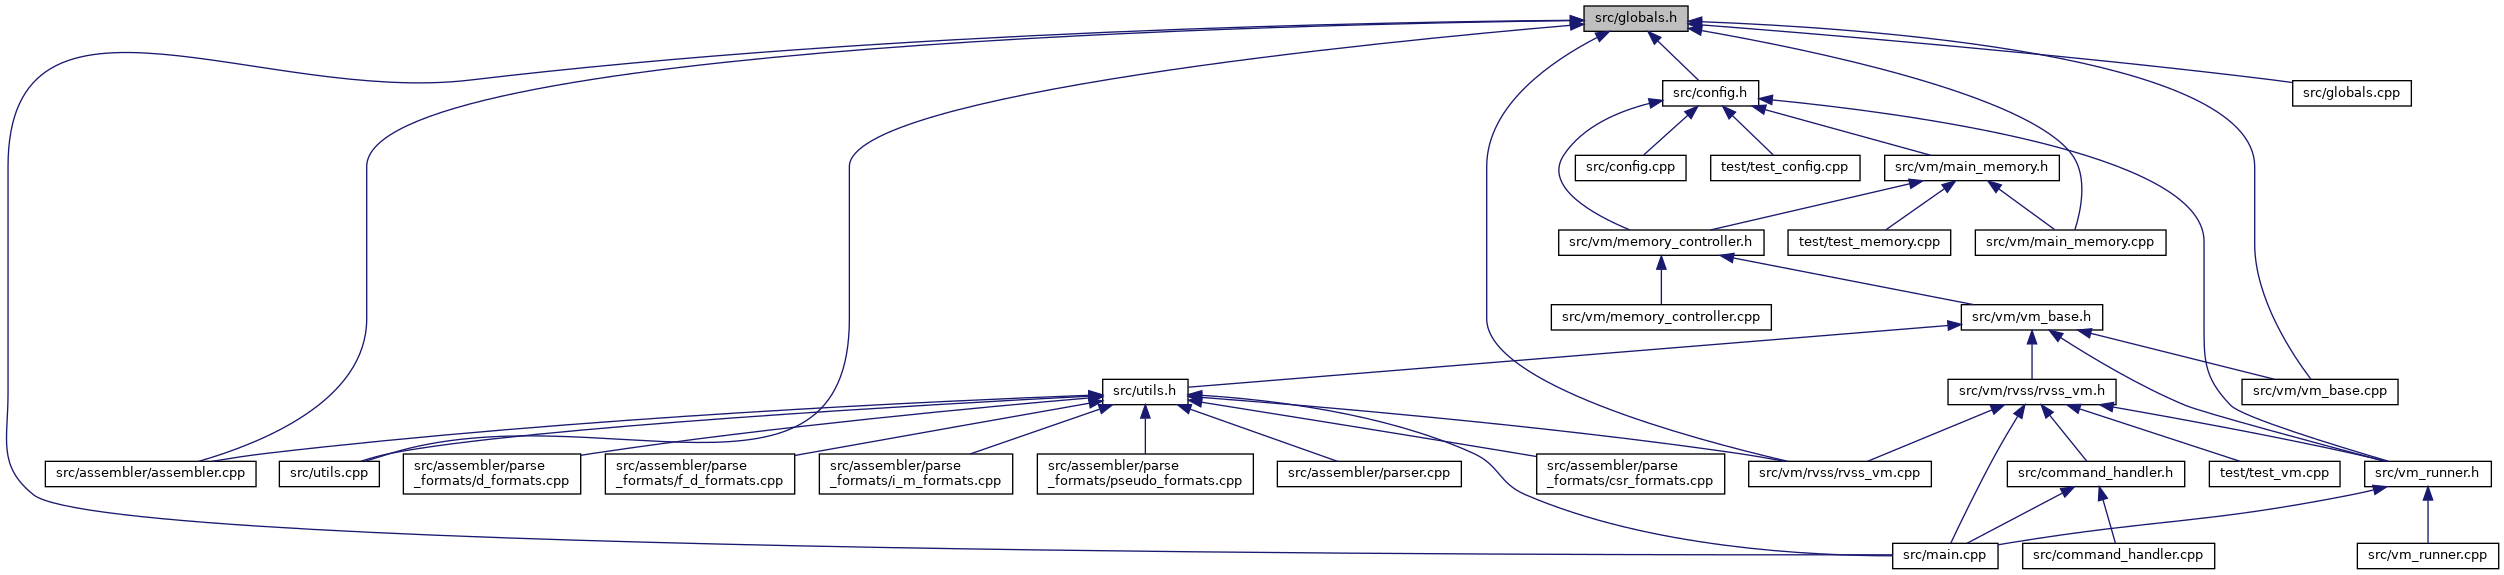 src/globals.h
src/config.h
src/globals.cpp
src/config.cpp
test/test_config.cpp
src/vm/main_memory.h
src/vm/memory_controller.h
test/test_memory.cpp
src/vm/main_memory.cpp
src/vm/memory_controller.cpp
src/vm/vm_base.h
src/utils.h
src/vm/rvss/rvss_vm.h
src/vm/vm_base.cpp
src/assembler/assembler.cpp
src/utils.cpp
src/assembler/parse
_formats/d_formats.cpp
src/assembler/parse
_formats/f_d_formats.cpp
src/assembler/parse
_formats/i_m_formats.cpp
src/assembler/parse
_formats/pseudo_formats.cpp
src/assembler/parser.cpp
src/assembler/parse
_formats/csr_formats.cpp
src/vm/rvss/rvss_vm.cpp
src/command_handler.h
test/test_vm.cpp
src/vm_runner.h
src/main.cpp
src/command_handler.cpp
src/vm_runner.cpp